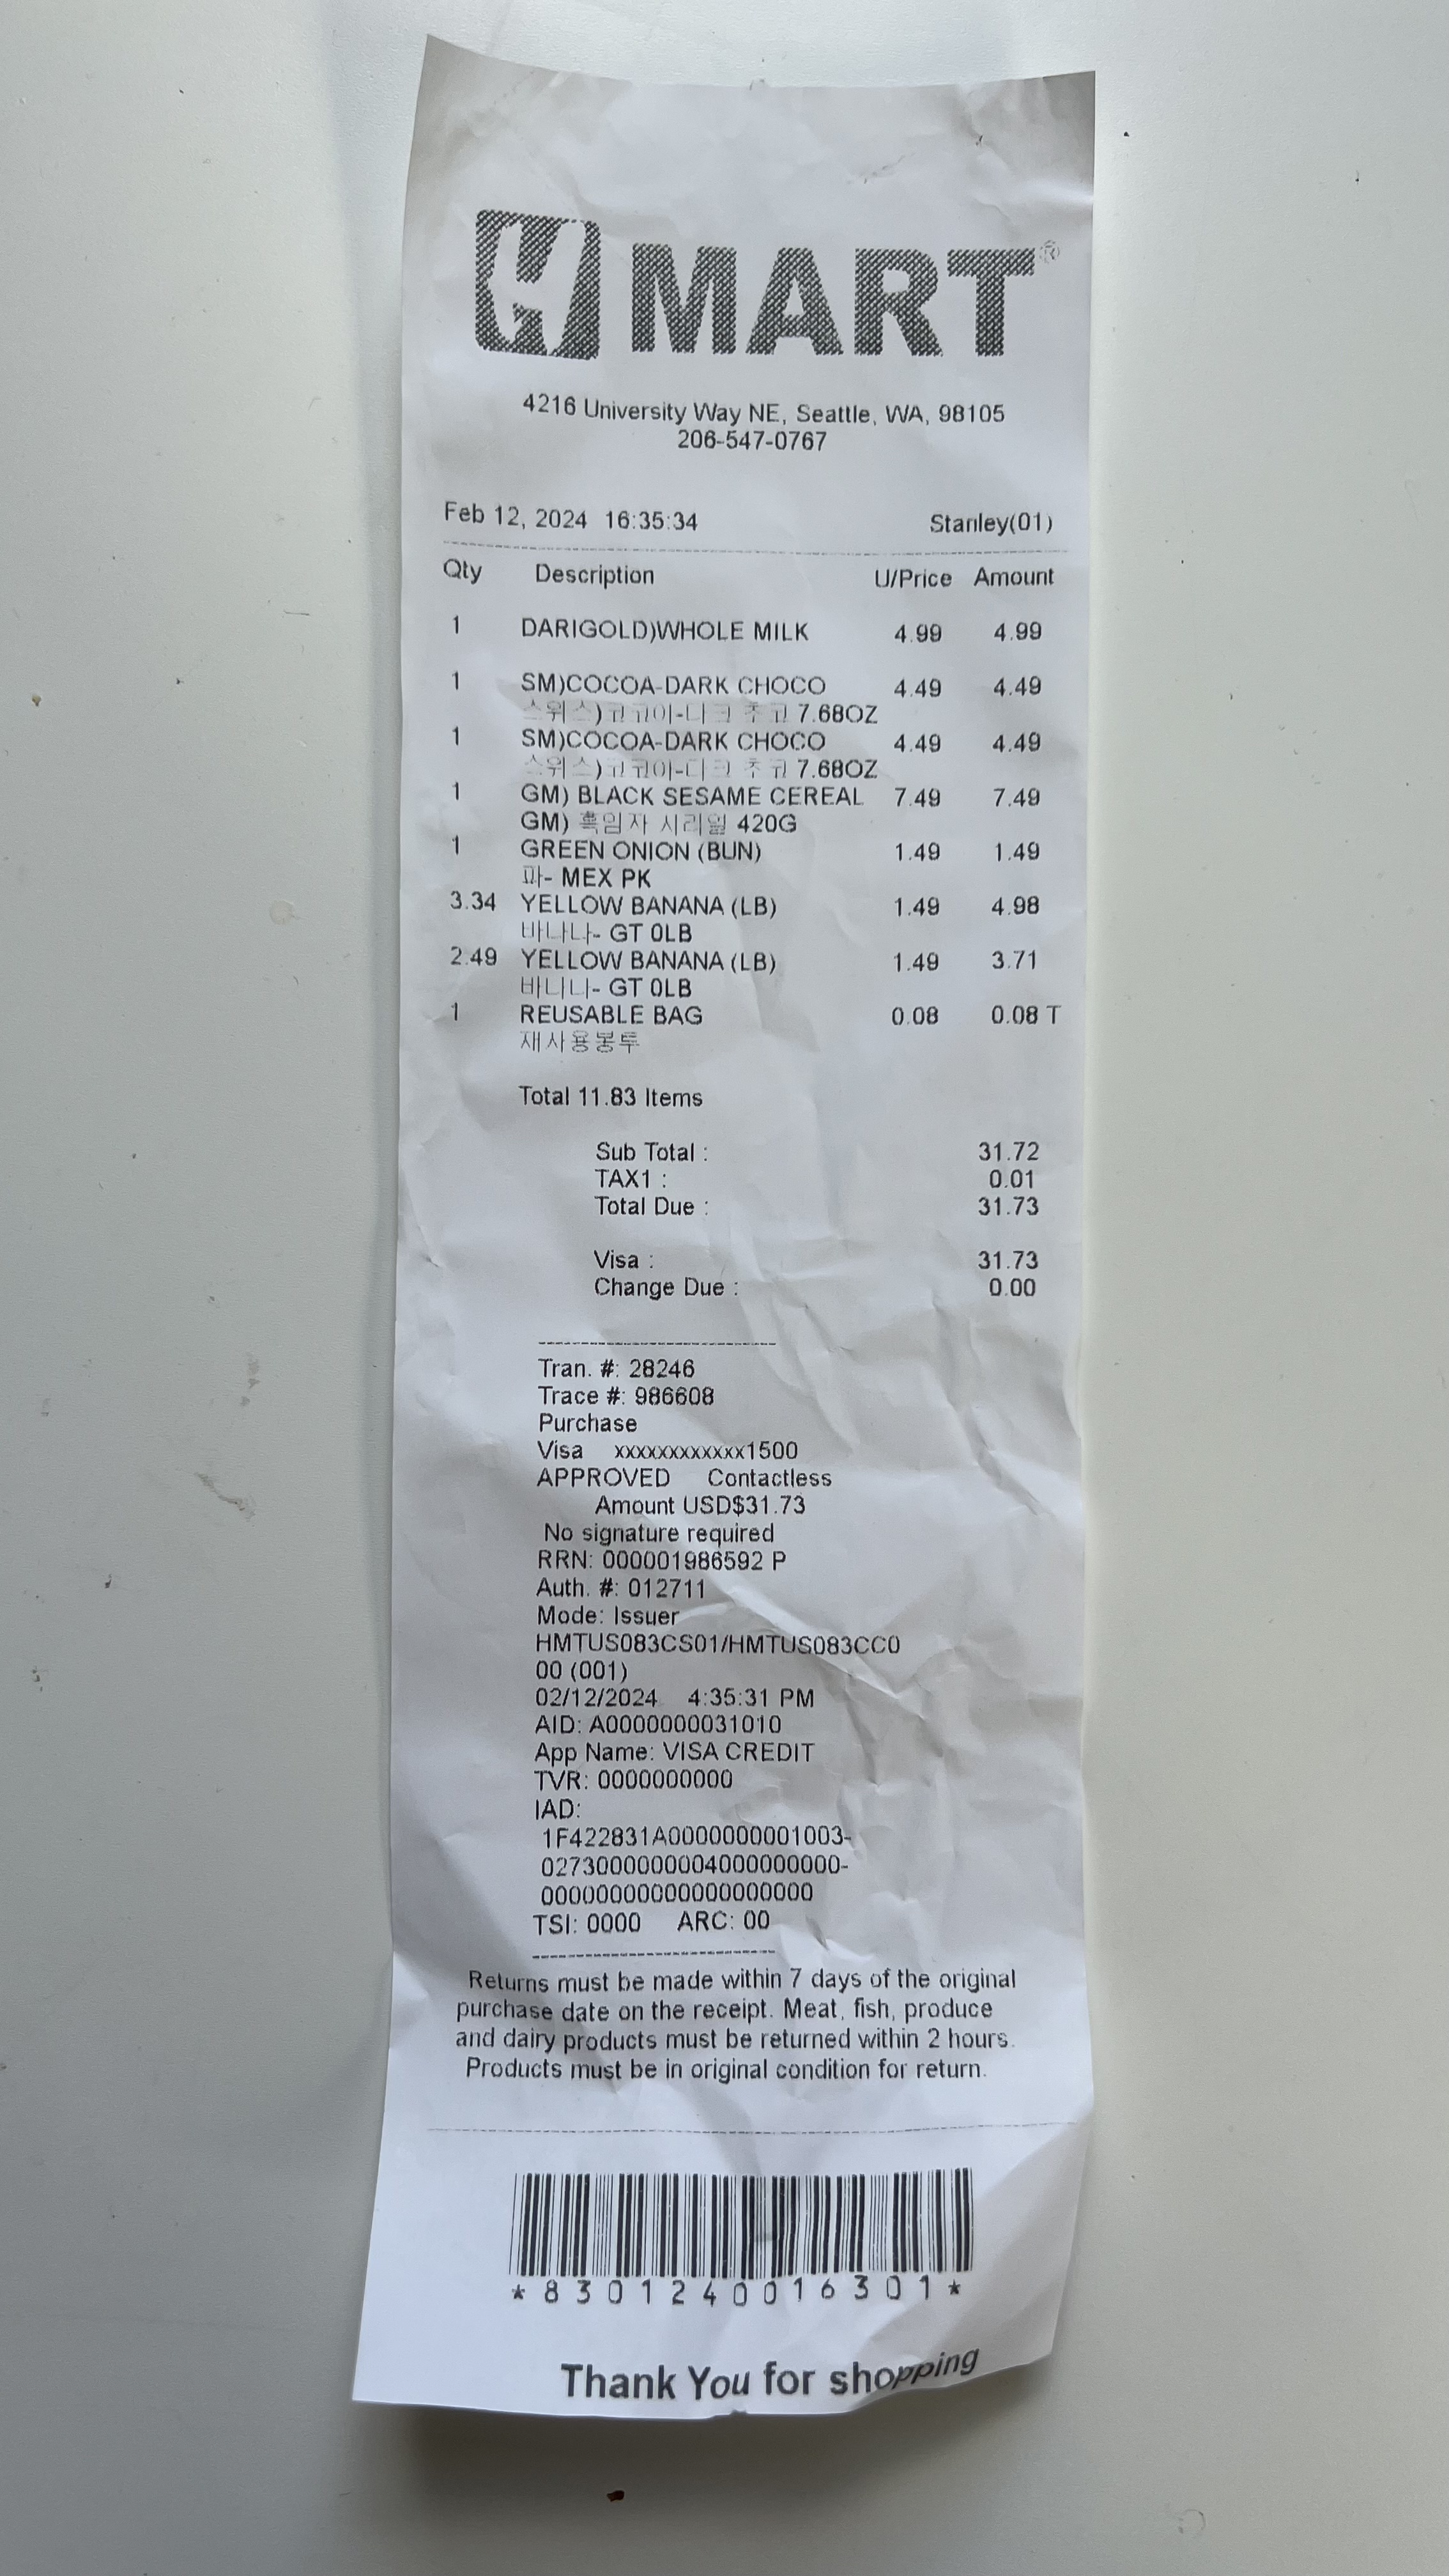 H MART®
4216 University Way NE, Seattle, WA, 98105
206-547-0767
Feb 12, 2024 16:35:34 Stanley(01)
Qty Description U/Price Amount
1 DARIGOLD)WHOLE MILK 4.99 4.99
1 SM)COCOA-DARK CHOCO 4.49 4.49
스위스)코코아-다크 초코 7.68OZ
1 SM)COCOA-DARK CHOCO 4.49 4.49
스위스)코코아-다크 초코 7.68OZ
1 GM) BLACK SESAME CEREAL 7.49 7.49
GM) 흑임자 시리얼 420G
1 GREEN ONION (BUN) 1.49 1.49
파- MEX PK
3.34 YELLOW BANANA (LB) 1.49 4.98
바나나- GT 0LB
2.49 YELLOW BANANA (LB) 1.49 3.71
바나나- GT 0LB
1 REUSABLE BAG 0.08 0.08 T
재사용봉투
Total 11.83 Items
Sub Total : 31.72
TAX1 : 0.01
Total Due : 31.73
Visa : 31.73
Change Due : 0.00
Tran. #: 28246
Trace #: 986608
Purchase
Visa xxxxxxxxxxxx1500
APPROVED Contactless
Amount USD$31.73
No signature required
RRN: 000001986592 P
Auth. #: 012711
Mode: Issuer
HMTUS083CS01/HMTUS083CC0
00 (001)
02/12/2024 4:35:31 PM
AID: A0000000031010
App Name: VISA CREDIT
TVR: 0000000000
IAD:
1F422831A0000000001003-
0273000000004000000000-
00000000000000000000
TSI: 0000 ARC: 00
Returns must be made within 7 days of the original
purchase date on the receipt. Meat, fish, produce
and dairy products must be returned within 2 hours.
Products must be in original condition for return.
*8301240016301*
Thank You for shopping